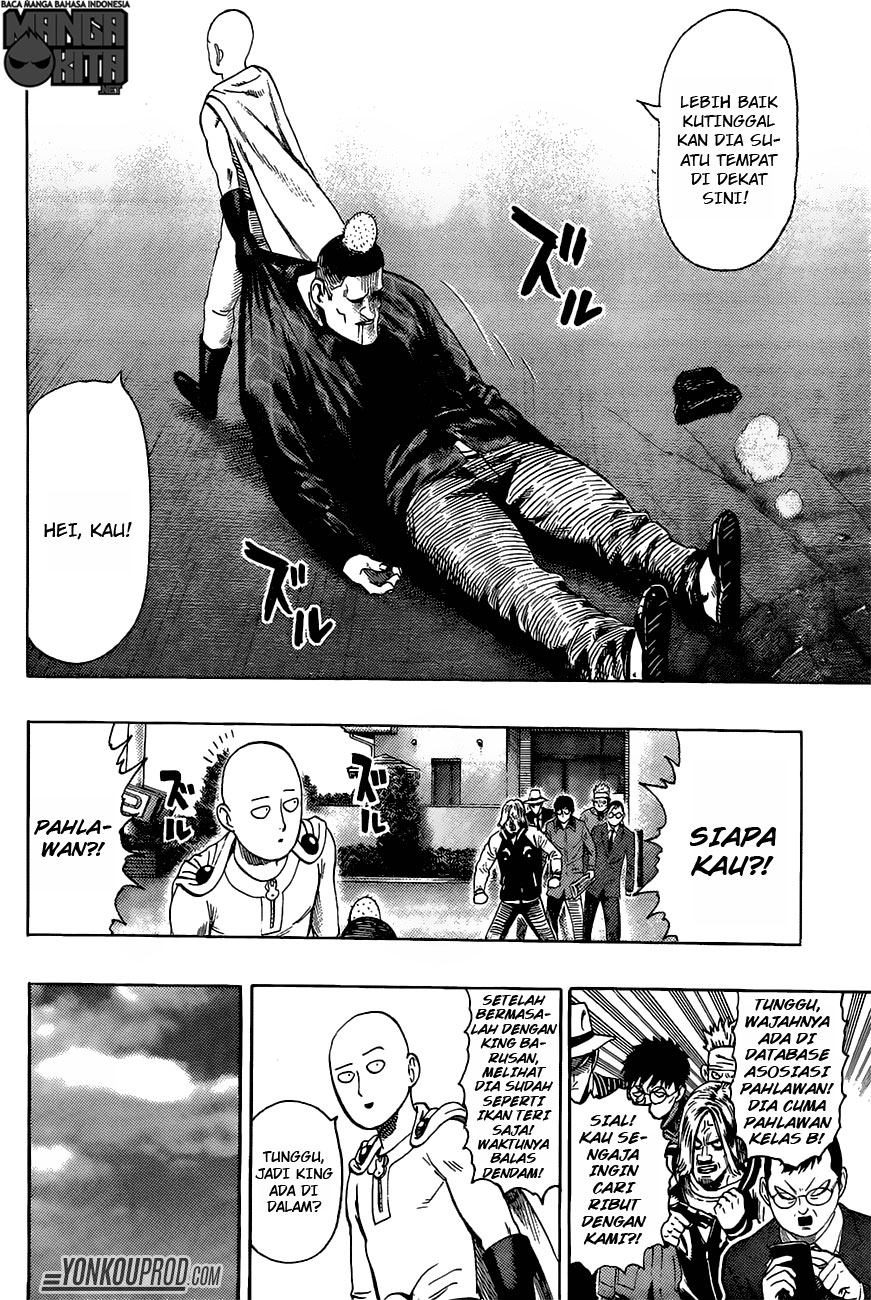 BACA MANGA BAHASA INDONESIA
MANGA
KITA
.NET
LEBIH BAIK
KUTINGGAL
KAN DIA SU-
ATU TEMPAT
DI DEKAT
SINI!
ズル
HEI, KAU!
ズル
SIAPA
KAU?!
ズル
ズル
PAHLA-
WAN?!
TUNGGU,
WAJAHNYA
ADA DI
DATABASE
ASOSIASI
PAHLAWAN!
DIA CUMA
PAHLAWAN
KELAS B!
SIAL!
KAU SE-
NGAJA
INGIN
CARI
RIBUT
DENGAN
KAMI?!
SETELAH
BERMASA-
LAH DENGAN
KING BA-
RUSAN,
MELIHAT
DIA SUDAH
SEPERTI
IKAN TERI
SAJA!
WAKTUNYA
BALAS
DENDAM!
TUNGGU,
JADI KING
ADA DI
DALAM?
YONKOUPROD.COM